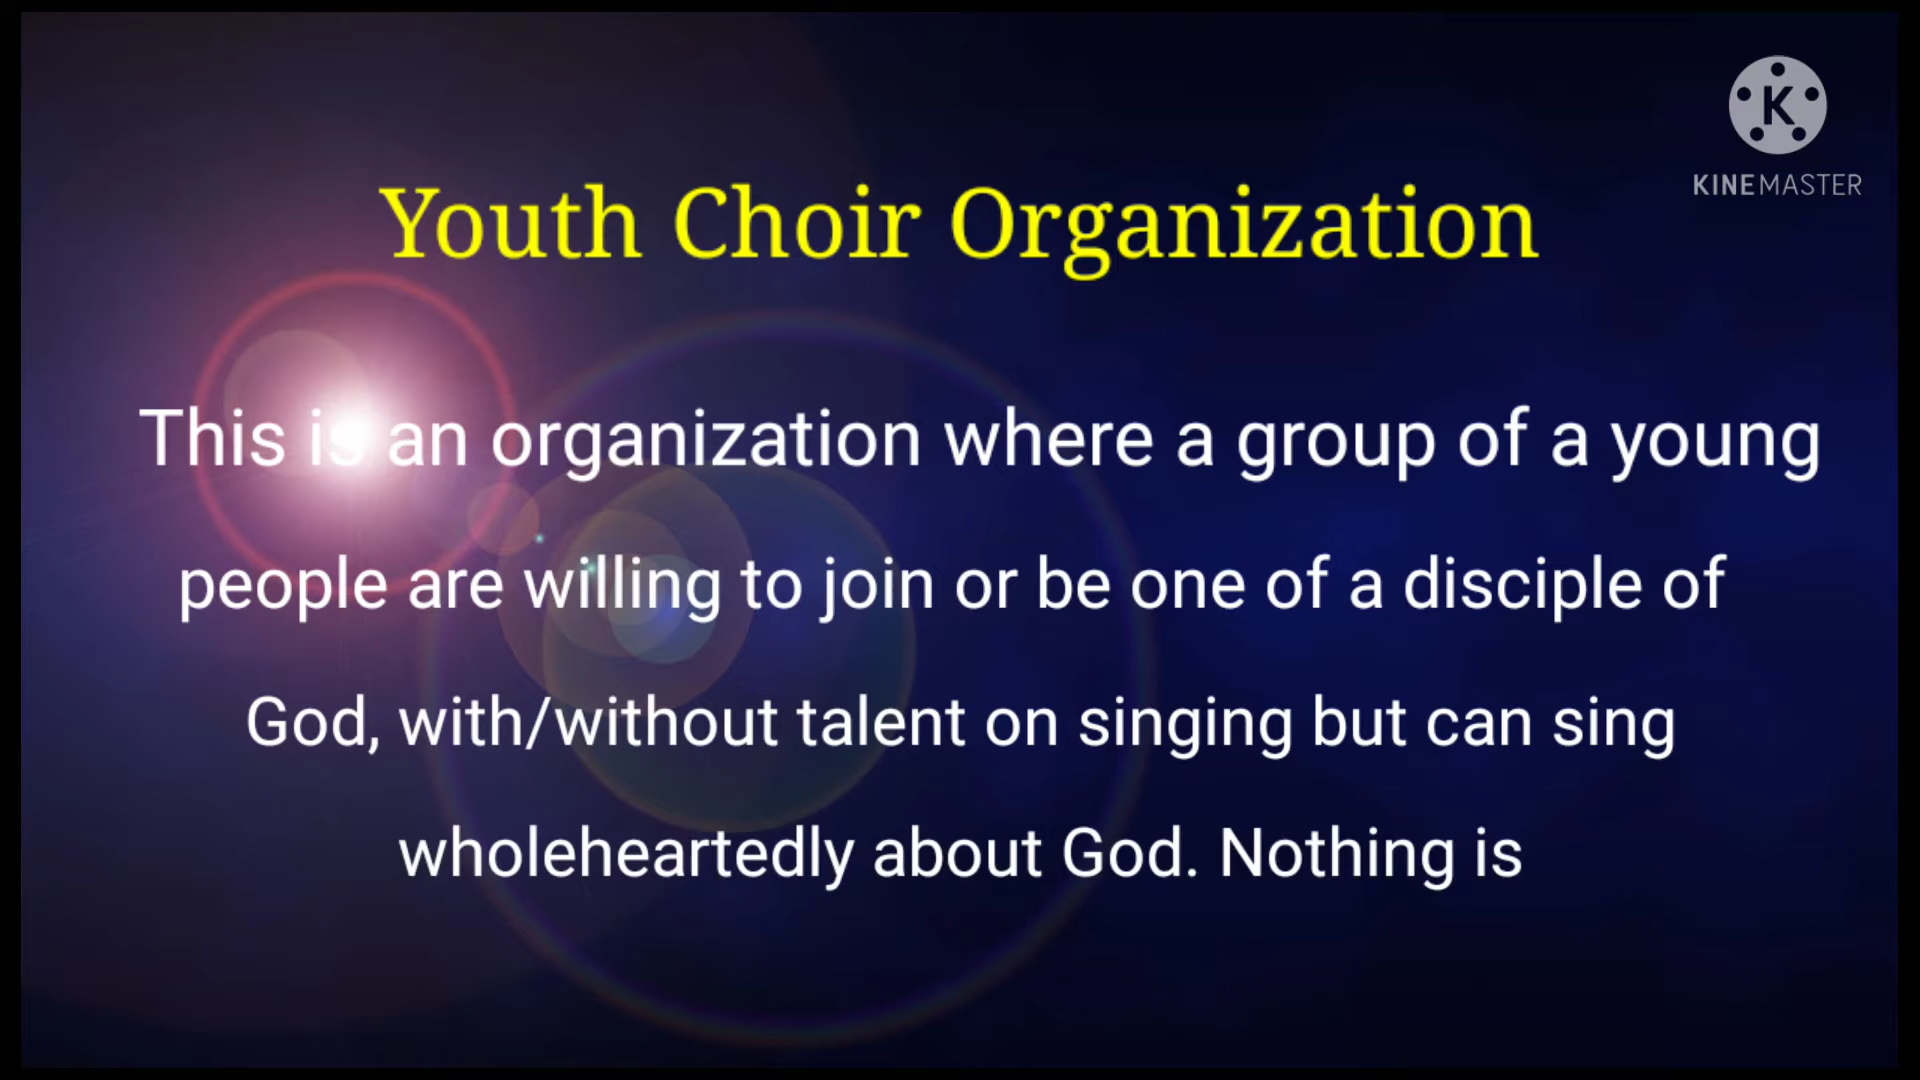 K
KINEMASTER
Youth Choir Organization
This is an organization where a group of a young
people are willing to join or be one of a disciple of
God, with/without talent on singing but can sing
wholeheartedly about God. Nothing is